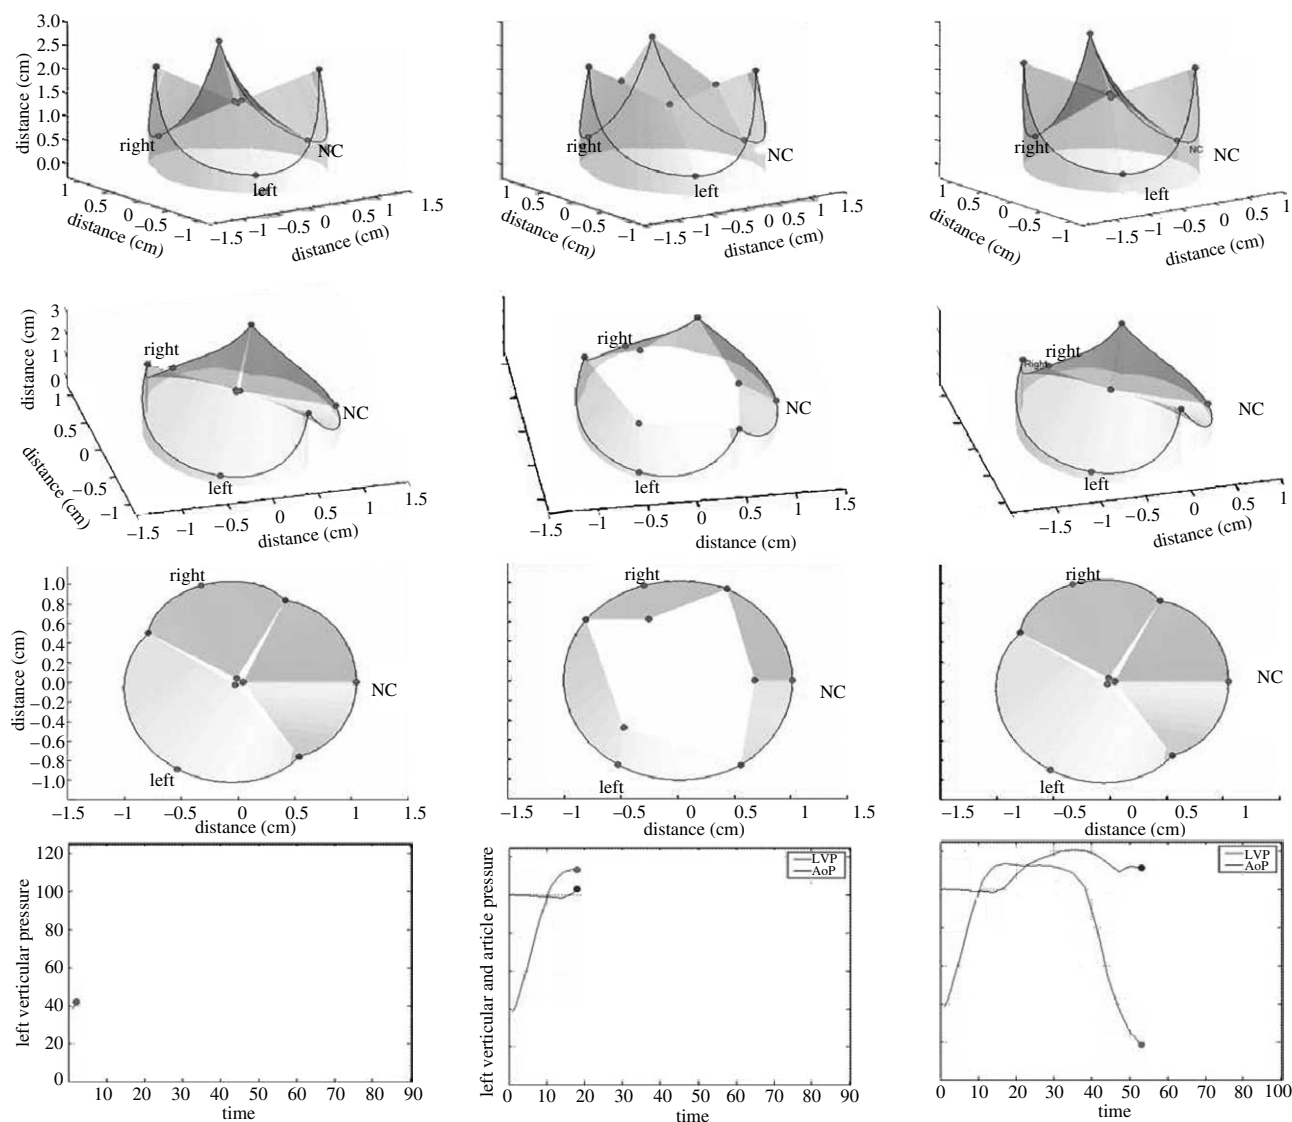 3.0
2.5
2.0
1.5
1.0
0.5
0.0
distance (cm)
right
NC
left
1
0.5
0
−0.5
−1
distance (cm)
−1.5
−1
−0.5
0
0.5
1
1.5
distance (cm)
right
NC
left
1
0.5
0
−0.5
−1
distance (cm)
−1.5
−1
−0.5
0
0.5
1
1.5
distance (cm)
right
NC
NC
left
1
0.5
0
−0.5
−1
distance (cm)
−1.5
−1
−0.5
0
0.5
1
distance (cm)
3
2
1
0
distance (cm)
right
NC
left
1
0.5
0
−0.5
−1
distance (cm)
−1.5
−1
−0.5
0
0.5
1
1.5
distance (cm)
right
NC
left
−1.5
−1
−0.5
0
0.5
1
1.5
distance (cm)
Right
right
NC
left
−1.5
−1
−0.5
0
0.5
1
distance (cm)
1.0
0.8
0.6
0.4
0.2
0.0
−0.2
−0.4
−0.6
−0.8
−1.0
distance (cm)
right
NC
left
−1.5
−1
−0.5
0
0.5
1
1.5
distance (cm)
right
NC
left
−1.5
−1
−0.5
0
0.5
1
1.5
distance (cm)
right
NC
left
−1.5
−1
−0.5
0
0.5
1
distance (cm)
120
100
80
60
40
20
0
left verticular pressure
10 20 30 40 50 60 70 80 90
time
left verticular and article pressure
LVP
AoP
0 10 20 30 40 50 60 70 80 90
time
LVP
AoP
0 10 20 30 40 50 60 70 80 100
time